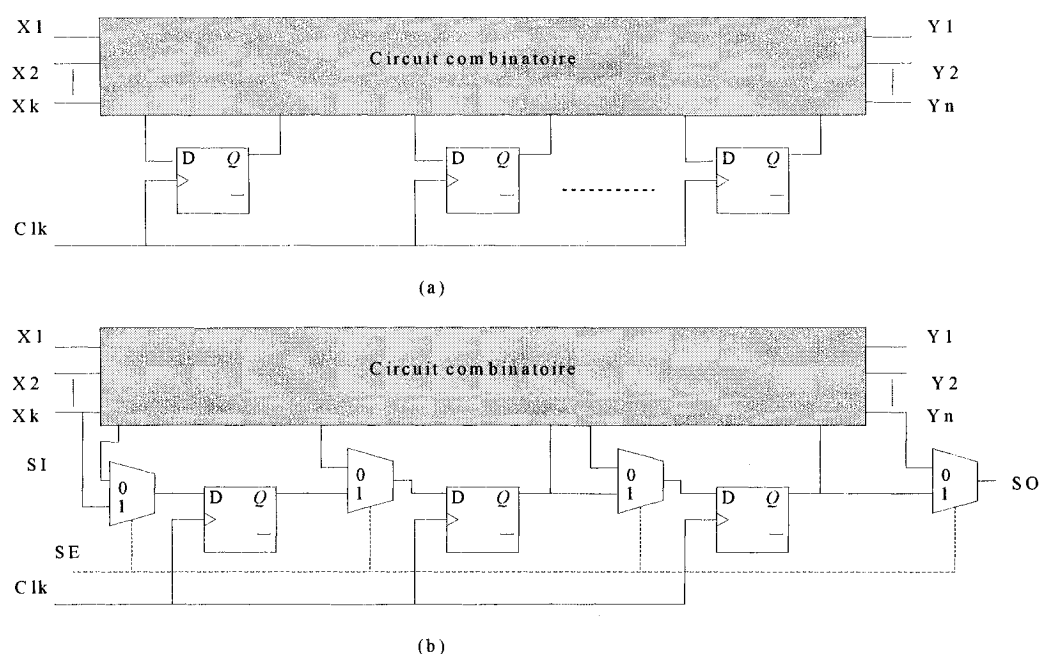 X1 Y1
Circuit combinatoire
X2 Y2
Xk Yn
D Q D Q D Q
Clk
(a)
X1 Y1
Circuit combinatoire
X2 Y2
Xk Yn
SI
0 0 0 0
1 1 1 1
SO
D Q D Q D Q
SE
Clk
(b)